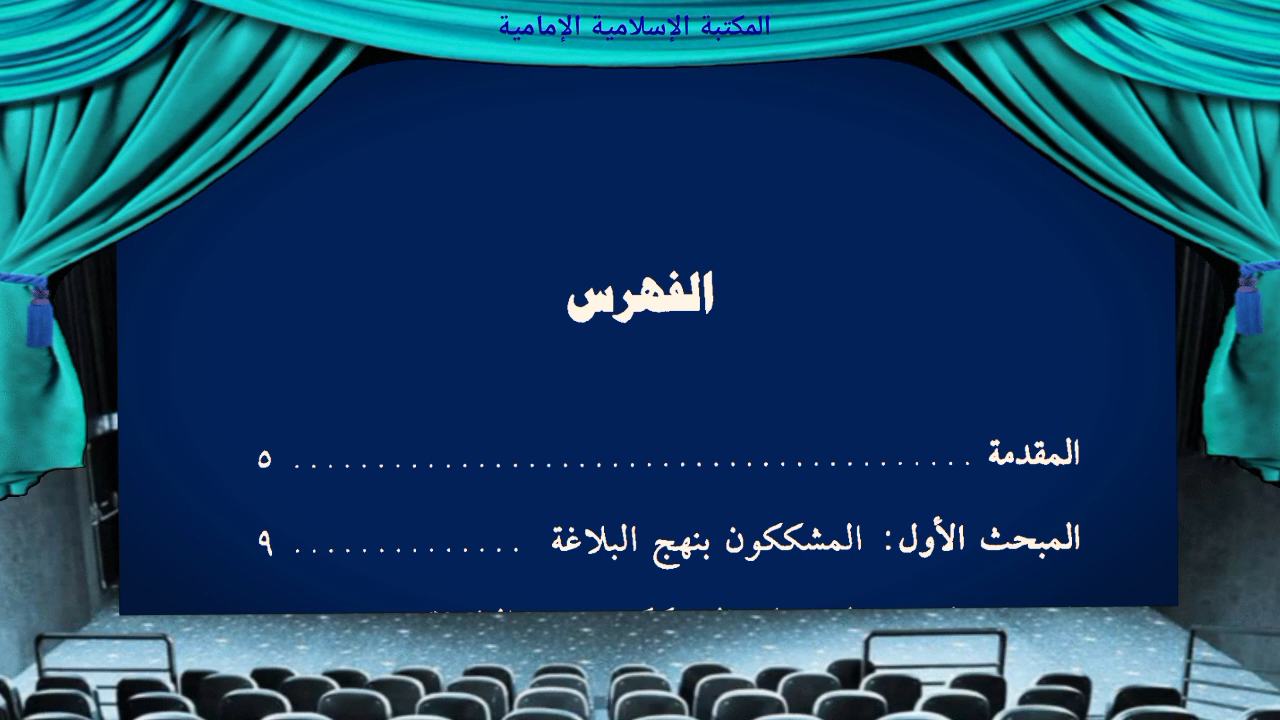 المكتبة الإسلامية الإمامية
الفهرس
المقدمة ........................................ ٥
المبحث الأول: المشككون بنهج البلاغة .............. ٩